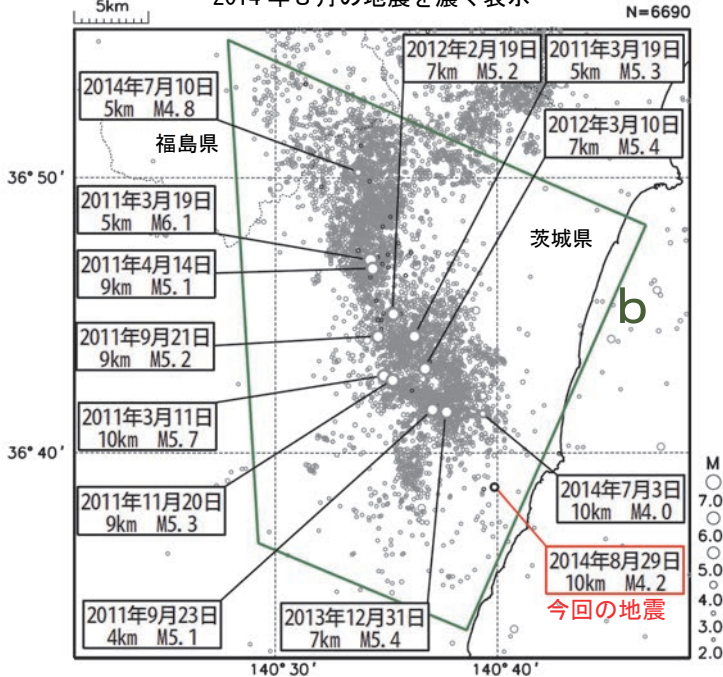 2014年8月の地震を濃く表示
5km
N=6690
2012年2月19日
7km M5.2
2011年3月19日
5km M5.3
2014年7月10日
5km M4.8
2012年3月10日
7km M5.4
福島県
36°50′
2011年3月19日
5km M6.1
茨城県
2011年4月14日
9km M5.1
b
2011年9月21日
9km M5.2
2011年3月11日
10km M5.7
36°40′
2014年7月3日
10km M4.0
2011年11月20日
9km M5.3
2014年8月29日
10km M4.2
今回の地震
2011年9月23日
4km M5.1
2013年12月31日
7km M5.4
M
7.0
6.0
5.0
4.0
3.0
2.0
140°30′
140°40′